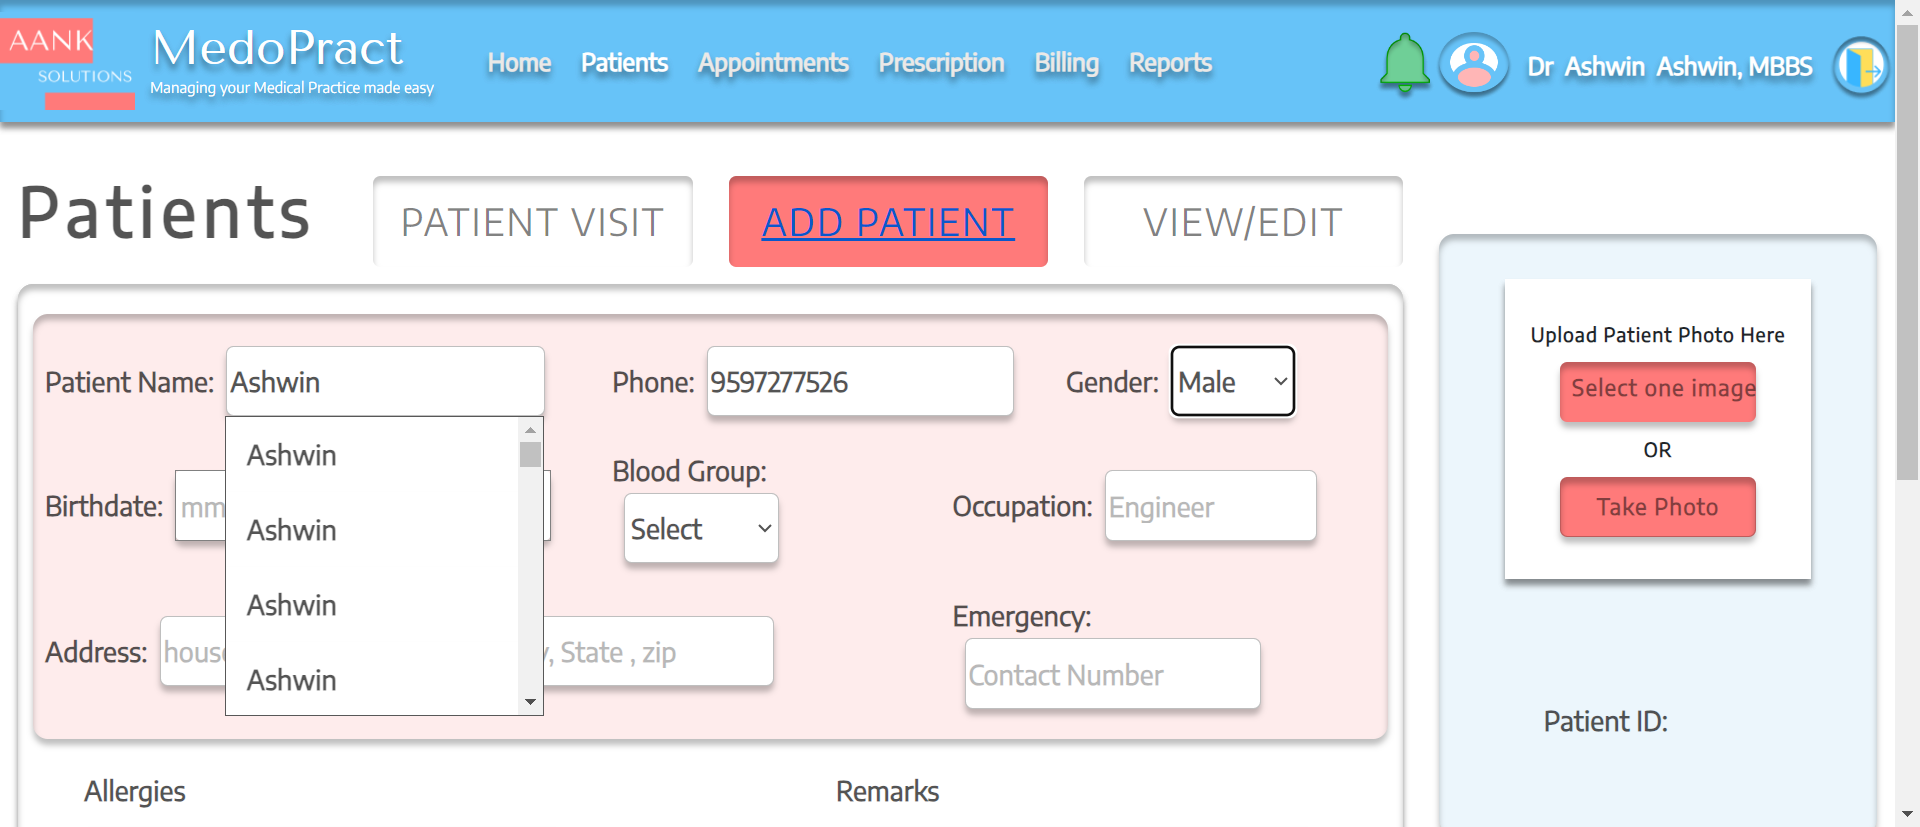 AANK
SOLUTIONS
MedoPract
Managing your Medical Practice made easy
Home Patients Appointments Prescription Billing Reports
Dr Ashwin Ashwin, MBBS
Patients
PATIENT VISIT
ADD PATIENT
VIEW/EDIT
Patient Name: Ashwin
Phone: 9597277526
Gender: Male
Ashwin
Ashwin
Ashwin
Ashwin
Birthdate: mm
Blood Group:
Select
Occupation: Engineer
Address: hous , State , zip
Emergency:
Contact Number
Allergies
Remarks
Upload Patient Photo Here
Select one image
OR
Take Photo
Patient ID: